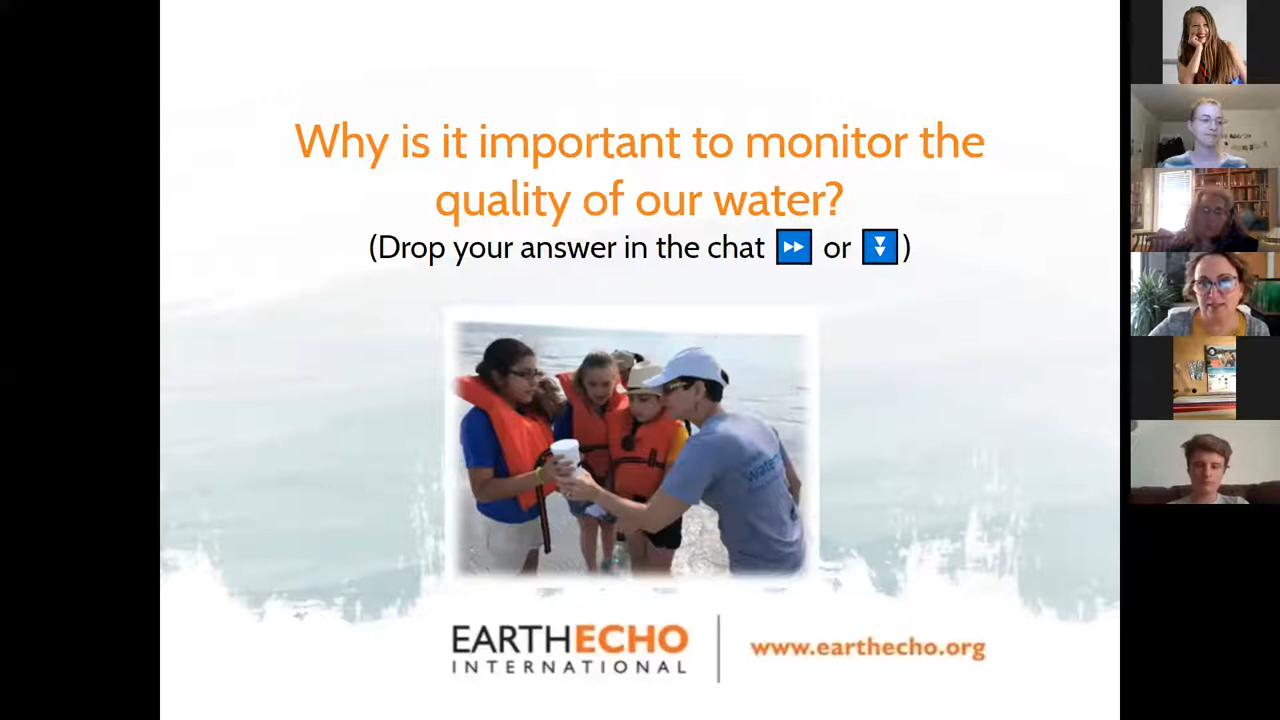 Why is it important to monitor the
quality of our water?
(Drop your answer in the chat ⏩ or ⏬)
Water
EARTHECHO
INTERNATIONAL
www.earthecho.org